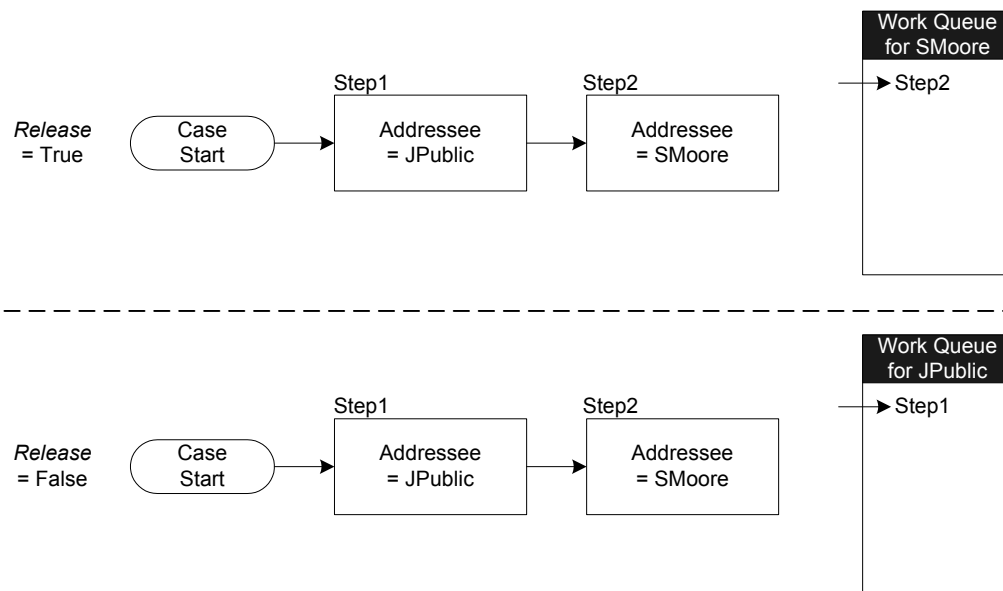 Work Queue
for SMoore
Step1
Step2
Step2
Release
= True
Case
Start
Addressee
= JPublic
Addressee
= SMoore
Work Queue
for JPublic
Step1
Step2
Step1
Release
= False
Case
Start
Addressee
= JPublic
Addressee
= SMoore